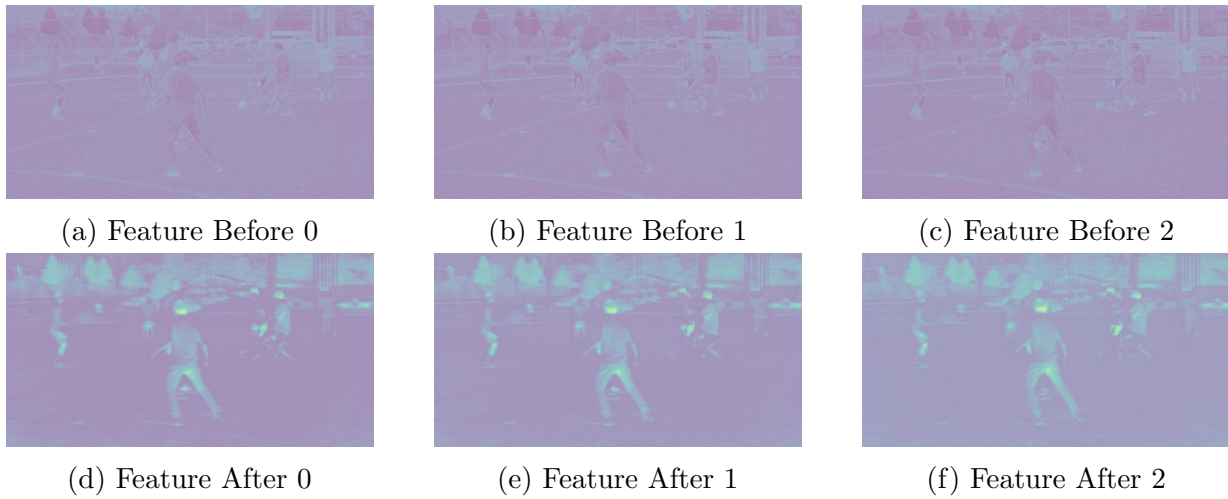 (a) Feature Before 0
(b) Feature Before 1
(c) Feature Before 2
(d) Feature After 0
(e) Feature After 1
(f) Feature After 2